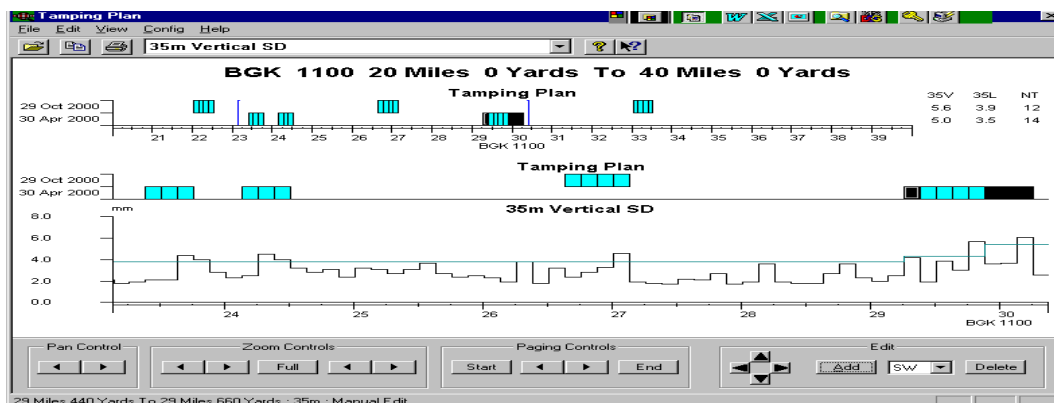 Tamping Plan
File Edit View Config Help
35m Vertical SD
BGK 1100 20 Miles 0 Yards To 40 Miles 0 Yards
Tamping Plan
35V 35L NT
29 Oct 2000 5.6 3.9 12
30 Apr 2000 5.0 3.5 14
21 22 23 24 25 26 27 28 29 30 31 32 33 34 35 36 37 38 39
BGK 1100
Tamping Plan
29 Oct 2000
30 Apr 2000
mm 35m Vertical SD
8.0
6.0
4.0
2.0
0.0
24 25 26 27 28 29 30
BGK 1100
Pan Control Zoom Controls Paging Controls Edit
Full Start End Add SW Delete
29 Miles 440 Yards To 29 Miles 660 Yards : 35m : Manual Edit